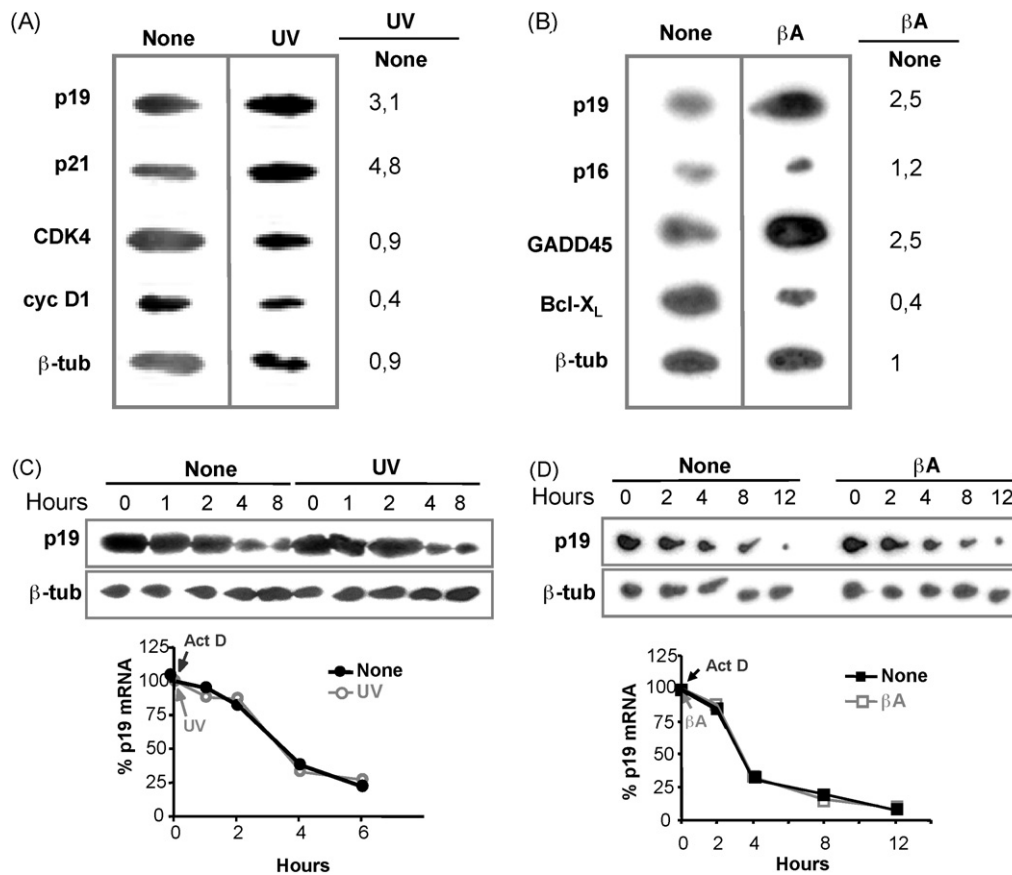 (A)
None UV
UV
None
p19 3,1
p21 4,8
CDK4 0,9
cyc D1 0,4
β-tub 0,9
(B)
None βA
βA
None
p19 2,5
p16 1,2
GADD45 2,5
Bcl-XL 0,4
β-tub 1
(C)
None UV
Hours 0 1 2 4 8 0 1 2 4 8
p19
β-tub
% p19 mRNA
125
100
75
50
25
0
Act D
UV
None
UV
0 2 4 6
Hours
(D)
None βA
Hours 0 2 4 8 12 0 2 4 8 12
p19
β-tub
% p19 mRNA
125
100
75
50
25
0
Act D
βA
None
βA
0 2 4 8 12
Hours